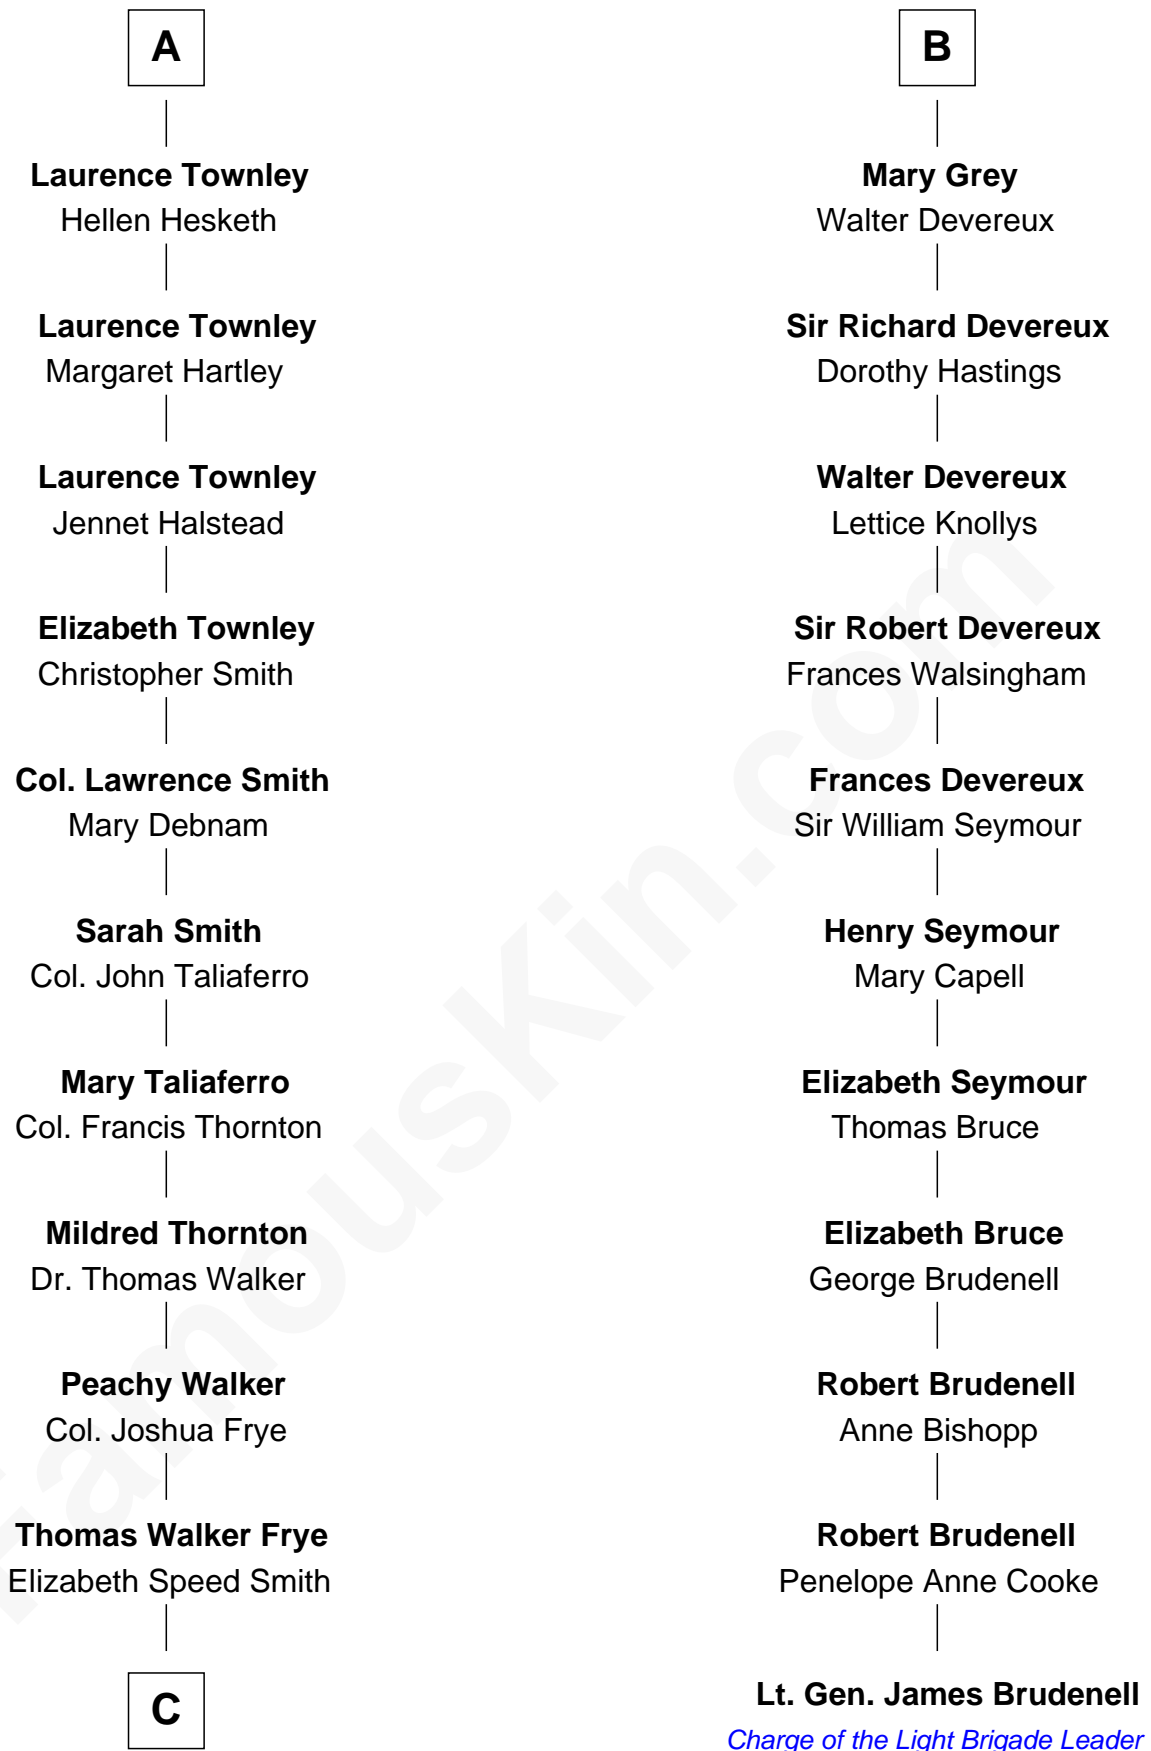 A
Laurence Townley
Hellen Hesketh
Laurence Townley
Margaret Hartley
Laurence Townley
Jennet Halstead
Elizabeth Townley
Christopher Smith
Col. Lawrence Smith
Mary Debnam
Sarah Smith
Col. John Taliaferro
Mary Taliaferro
Col. Francis Thornton
Mildred Thornton
Dr. Thomas Walker
Peachy Walker
Col. Joshua Frye
Thomas Walker Frye
Elizabeth Speed Smith
C
B
Mary Grey
Walter Devereux
Sir Richard Devereux
Dorothy Hastings
Walter Devereux
Lettice Knollys
Sir Robert Devereux
Frances Walsingham
Frances Devereux
Sir William Seymour
Henry Seymour
Mary Capell
Elizabeth Seymour
Thomas Bruce
Elizabeth Bruce
George Brudenell
Robert Brudenell
Anne Bishopp
Robert Brudenell
Penelope Anne Cooke
Lt. Gen. James Brudenell
Charge of the Light Brigade Leader
FamousKin.com